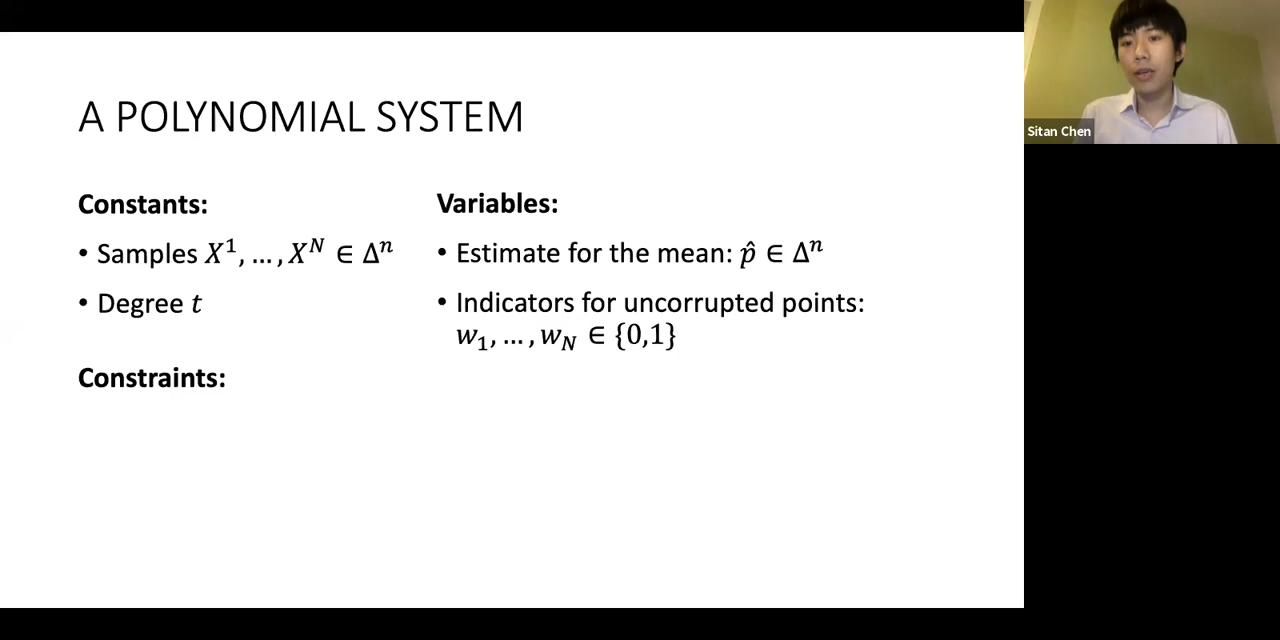 A POLYNOMIAL SYSTEM
Constants:
• Samples X¹, …, Xᴺ ∈ Δⁿ
• Degree t
Variables:
• Estimate for the mean: p̂ ∈ Δⁿ
• Indicators for uncorrupted points:
w₁, …, w_N ∈ {0,1}
Constraints:
Sitan Chen